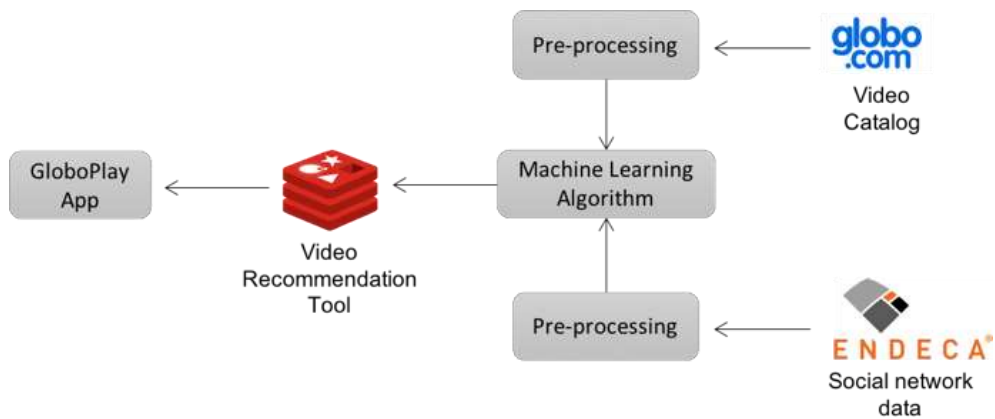 Pre-processing
globo
.com
Video
Catalog
GloboPlay
App
Machine Learning
Algorithm
Video
Recommendation
Tool
Pre-processing
ENDECA®
Social network
data